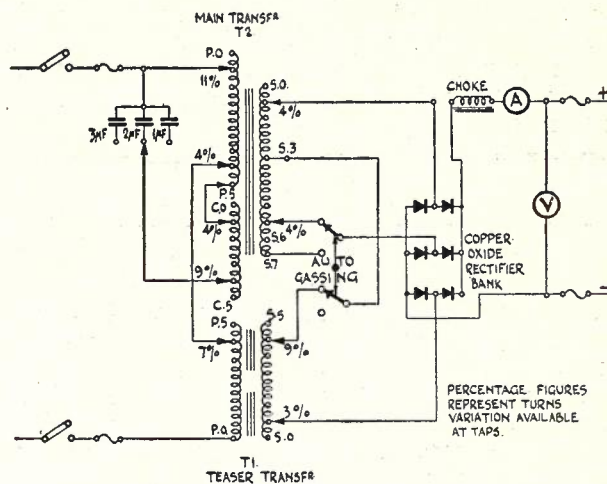 MAIN TRANSFR
T2
P.O
11%
S.O.
4%
CHOKE
A
+
3µF
2µF
1µF
4%
S.3
P.5
C.O
4%
4%
S.6
S.7
AUTO
GASSING
V
COPPER-
OXIDE
RECTIFIER
BANK
9%
C.5
P.5
S.5
7%
9%
-
3%
P.O.
S.O
PERCENTAGE FIGURES
REPRESENT TURNS
VARIATION AVAILABLE
AT TAPS.
T1.
TEASER TRANSFR